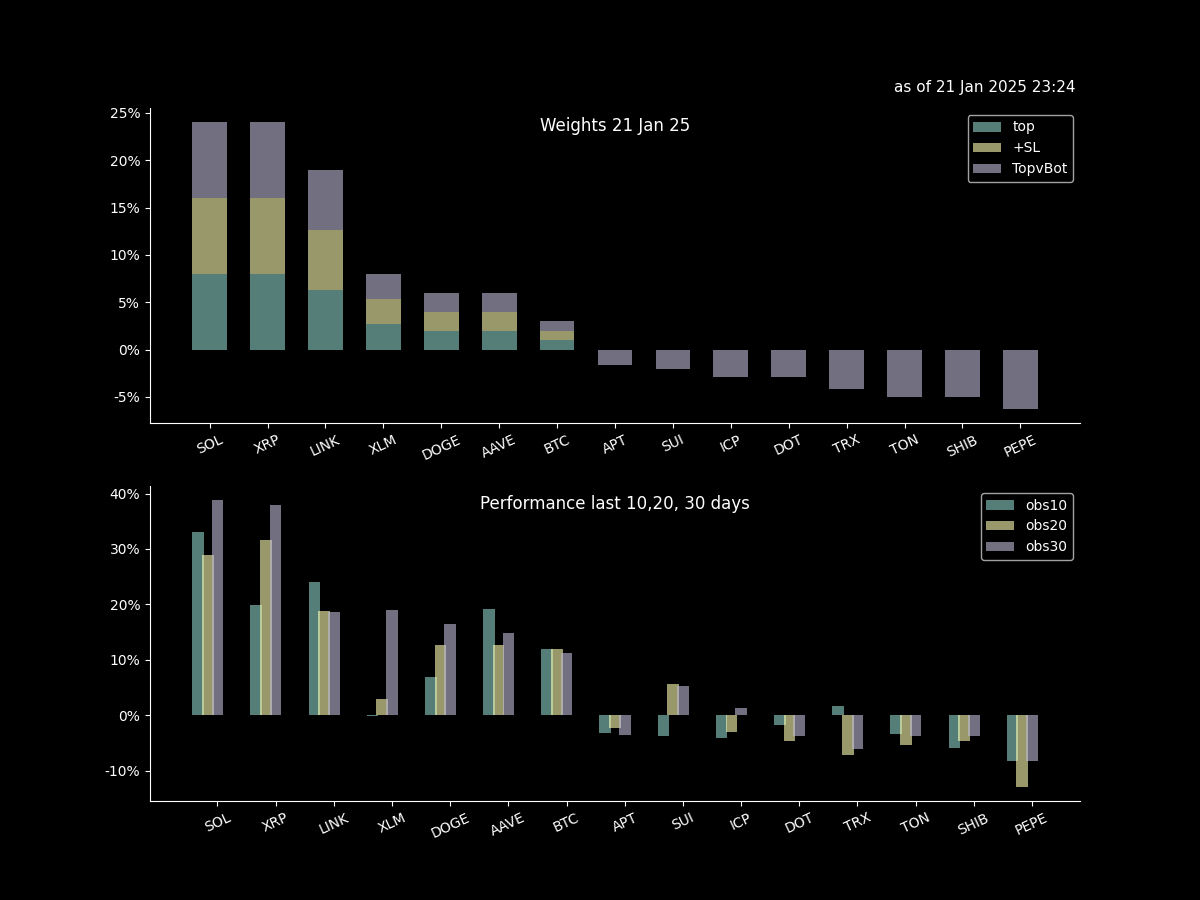 as of 21 Jan 2025 23:24
Weights 21 Jan 25
top
+SL
TopvBot
25%
20%
15%
10%
5%
0%
-5%
SOL XRP LINK XLM DOGE AAVE BTC APT SUI ICP DOT TRX TON SHIB PEPE
Performance last 10,20, 30 days
obs10
obs20
obs30
40%
30%
20%
10%
0%
-10%
SOL XRP LINK XLM DOGE AAVE BTC APT SUI ICP DOT TRX TON SHIB PEPE